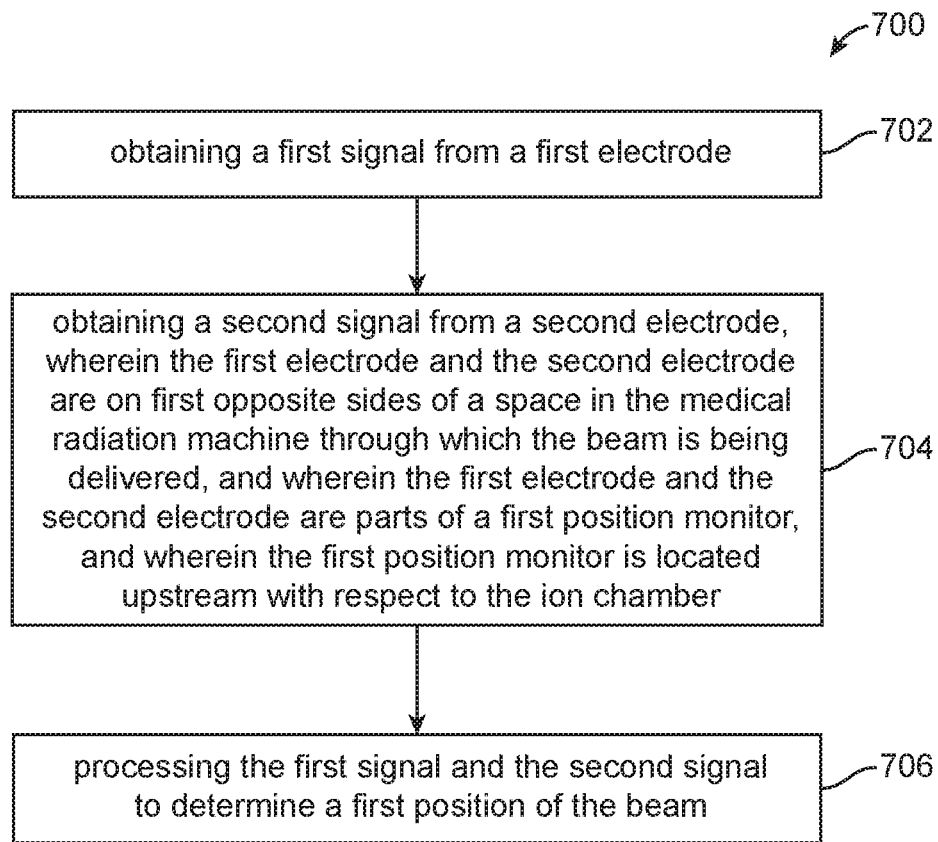 700
obtaining a first signal from a first electrode
702
obtaining a second signal from a second electrode,
wherein the first electrode and the second electrode
are on first opposite sides of a space in the medical
radiation machine through which the beam is being
delivered, and wherein the first electrode and the
second electrode are parts of a first position monitor,
and wherein the first position monitor is located
upstream with respect to the ion chamber
704
processing the first signal and the second signal
to determine a first position of the beam
706